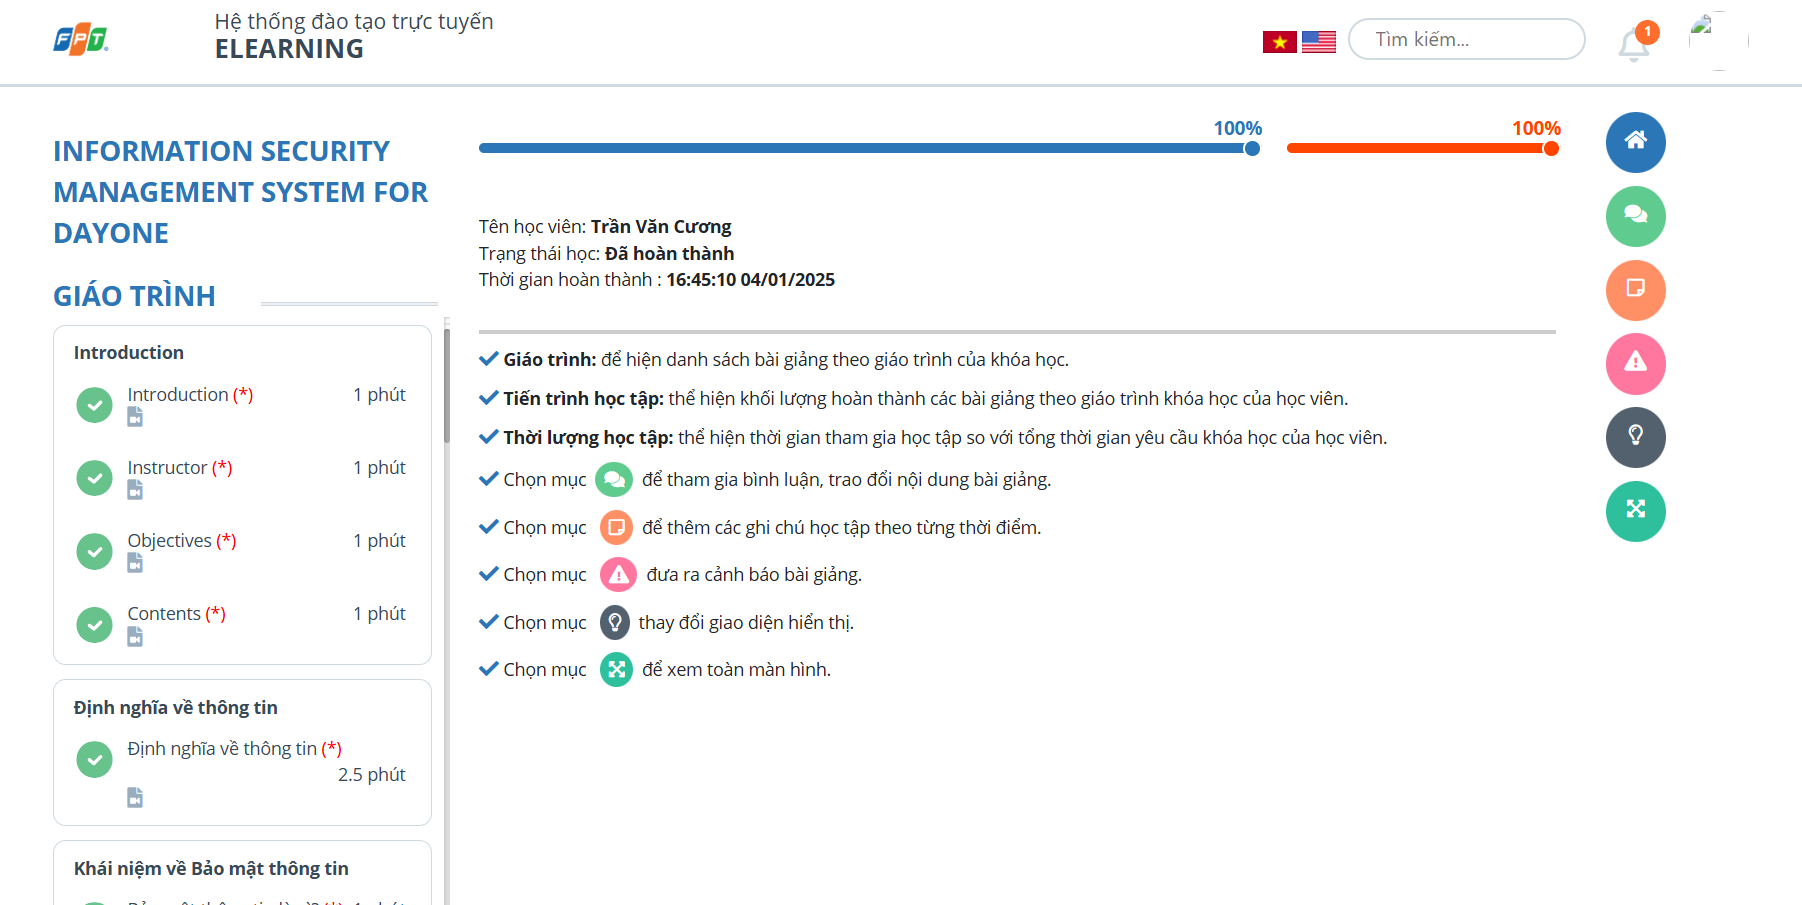 FPT
Hệ thống đào tạo trực tuyến
ELEARNING
Tìm kiếm...
1
INFORMATION SECURITY
MANAGEMENT SYSTEM FOR
DAYONE
GIÁO TRÌNH
Introduction
Introduction (*) 1 phút
Instructor (*) 1 phút
Objectives (*) 1 phút
Contents (*) 1 phút
Định nghĩa về thông tin
Định nghĩa về thông tin (*)
2.5 phút
Khái niệm về Bảo mật thông tin
100%
100%
Tên học viên: Trần Văn Cương
Trạng thái học: Đã hoàn thành
Thời gian hoàn thành : 16:45:10 04/01/2025
Giáo trình: để hiện danh sách bài giảng theo giáo trình của khóa học.
Tiến trình học tập: thể hiện khối lượng hoàn thành các bài giảng theo giáo trình khóa học của học viên.
Thời lượng học tập: thể hiện thời gian tham gia học tập so với tổng thời gian yêu cầu khóa học của học viên.
Chọn mục để tham gia bình luận, trao đổi nội dung bài giảng.
Chọn mục để thêm các ghi chú học tập theo từng thời điểm.
Chọn mục đưa ra cảnh báo bài giảng.
Chọn mục thay đổi giao diện hiển thị.
Chọn mục để xem toàn màn hình.